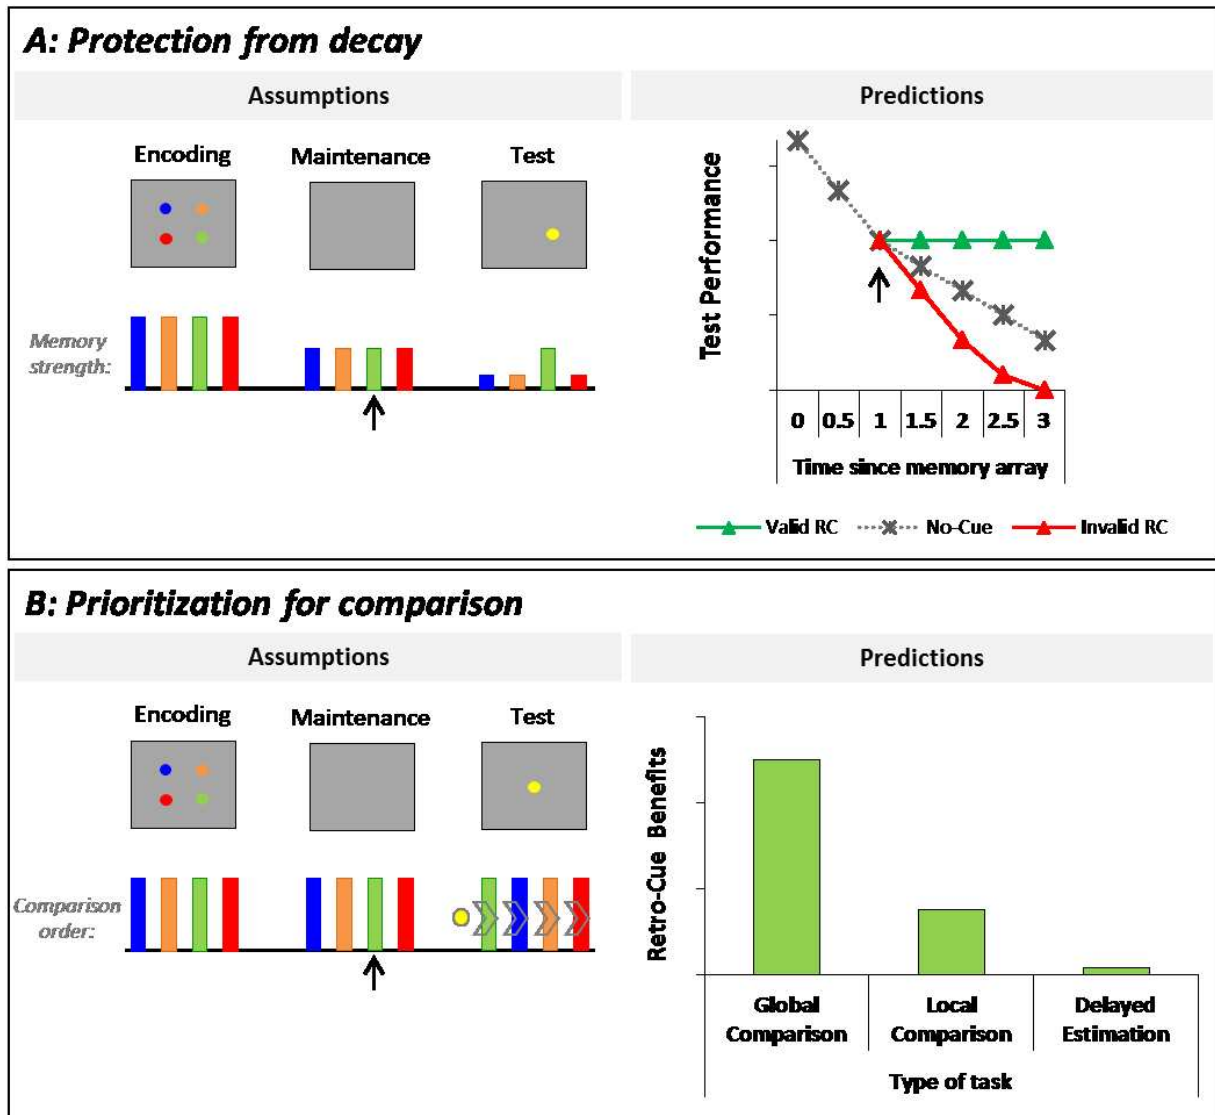 A: Protection from decay
Assumptions
Predictions
Encoding
Maintenance
Test
Memory
strength:
Test Performance
0 0.5 1 1.5 2 2.5 3
Time since memory array
Valid RC
No-Cue
Invalid RC
B: Prioritization for comparison
Assumptions
Predictions
Encoding
Maintenance
Test
Comparison
order:
Retro-Cue Benefits
Global
Comparison
Local
Comparison
Delayed
Estimation
Type of task